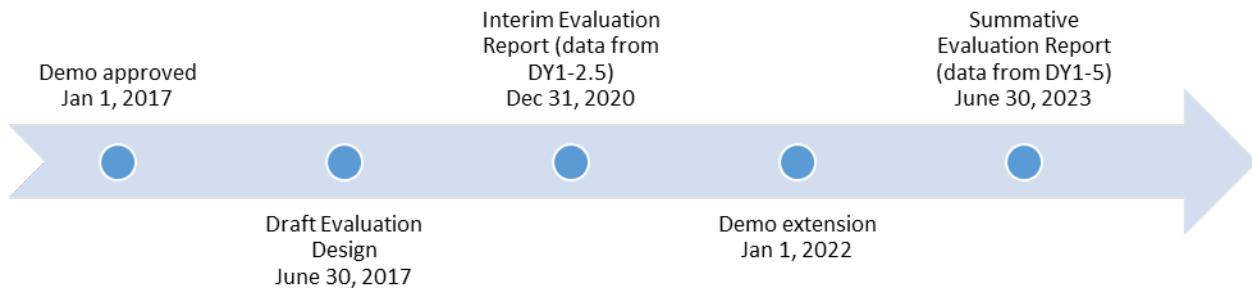 Demo approved
Jan 1, 2017
Draft Evaluation
Design
June 30, 2017
Interim Evaluation
Report (data from
DY1-2.5)
Dec 31, 2020
Demo extension
Jan 1, 2022
Summative
Evaluation Report
(data from DY1-5)
June 30, 2023